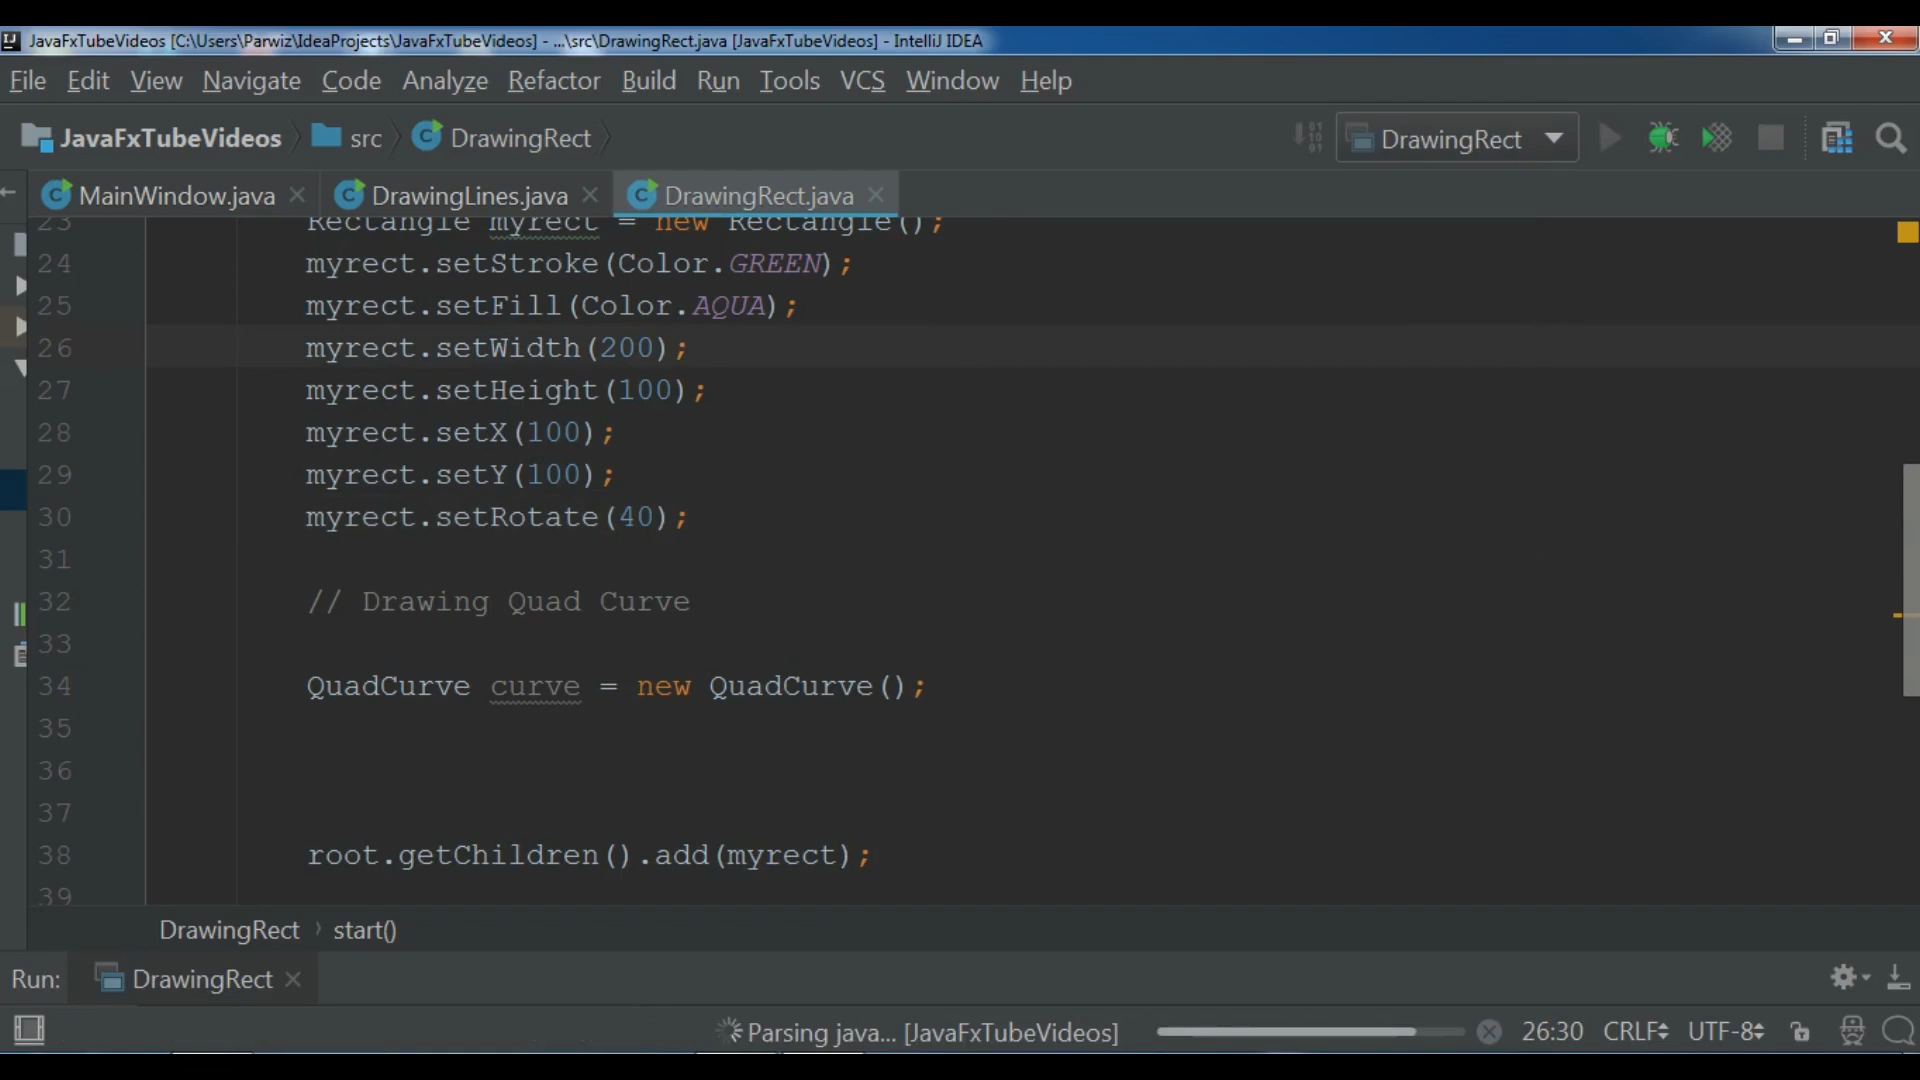 JavaFxTubeVideos [C:\Users\Parwiz\IdeaProjects\JavaFxTubeVideos] - ...\src\DrawingRect.java [JavaFxTubeVideos] - IntelliJ IDEA
File Edit View Navigate Code Analyze Refactor Build Run Tools VCS Window Help
JavaFxTubeVideos src DrawingRect DrawingRect
MainWindow.java DrawingLines.java DrawingRect.java
23 Rectangle myrect = new Rectangle();
24 myrect.setStroke(Color.GREEN);
25 myrect.setFill(Color.AQUA);
26 myrect.setWidth(200);
27 myrect.setHeight(100);
28 myrect.setX(100);
29 myrect.setY(100);
30 myrect.setRotate(40);
31
32 // Drawing Quad Curve
33
34 QuadCurve curve = new QuadCurve();
35
36
37
38 root.getChildren().add(myrect);
39
DrawingRect start()
Run: DrawingRect
Parsing java... [JavaFxTubeVideos] 26:30 CRLF UTF-8